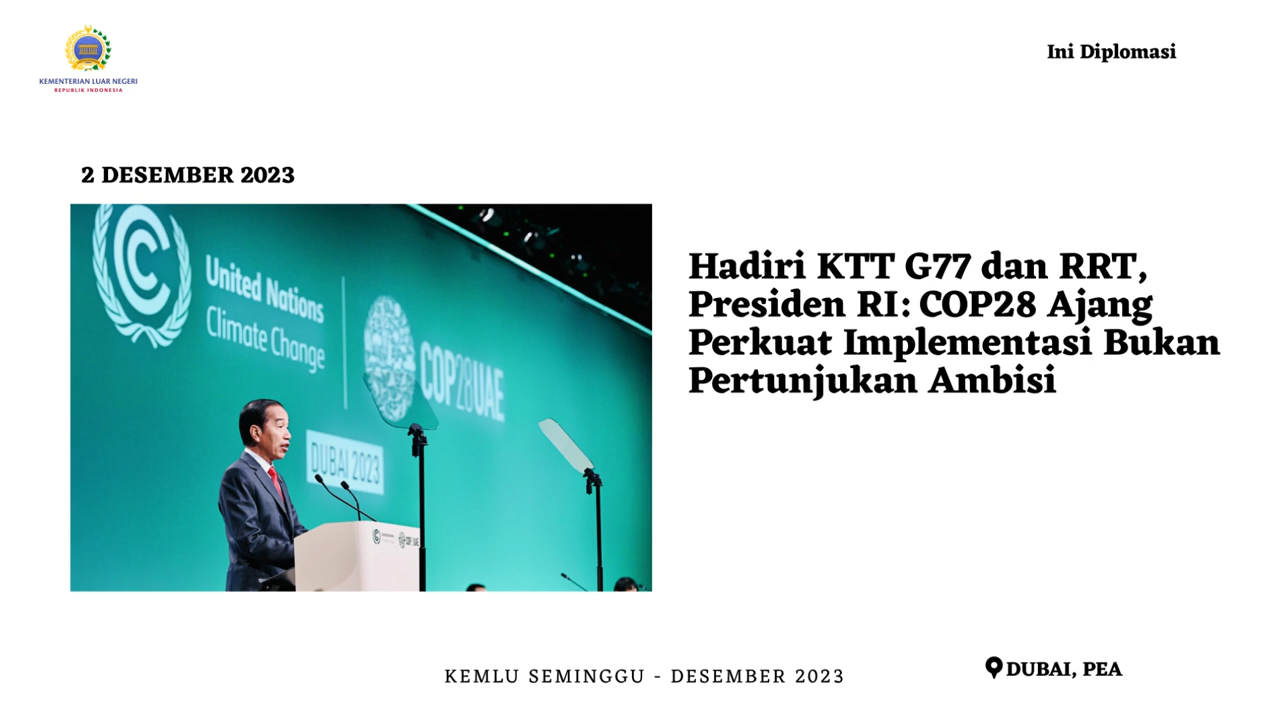 KEMENTERIAN LUAR NEGERI
REPUBLIK INDONESIA
Ini Diplomasi
2 DESEMBER 2023
United Nations
Climate Change
COP28UAE
DUBAI 2023
Hadiri KTT G77 dan RRT,
Presiden RI: COP28 Ajang
Perkuat Implementasi Bukan
Pertunjukan Ambisi
KEMLU SEMINGGU - DESEMBER 2023
DUBAI, PEA